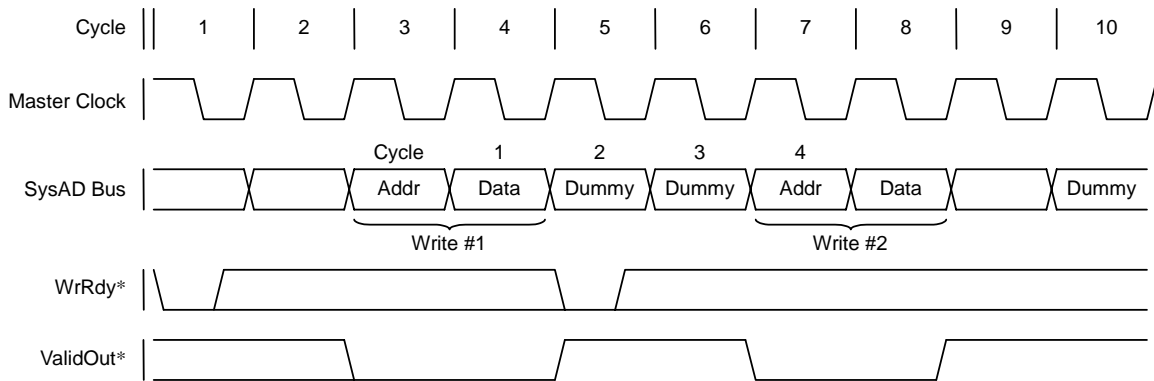 Cycle 1 2 3 4 5 6 7 8 9 10
Master Clock
Cycle 1 2 3 4
SysAD Bus Addr Data Dummy Dummy Addr Data Dummy
Write #1 Write #2
WrRdy*
ValidOut*